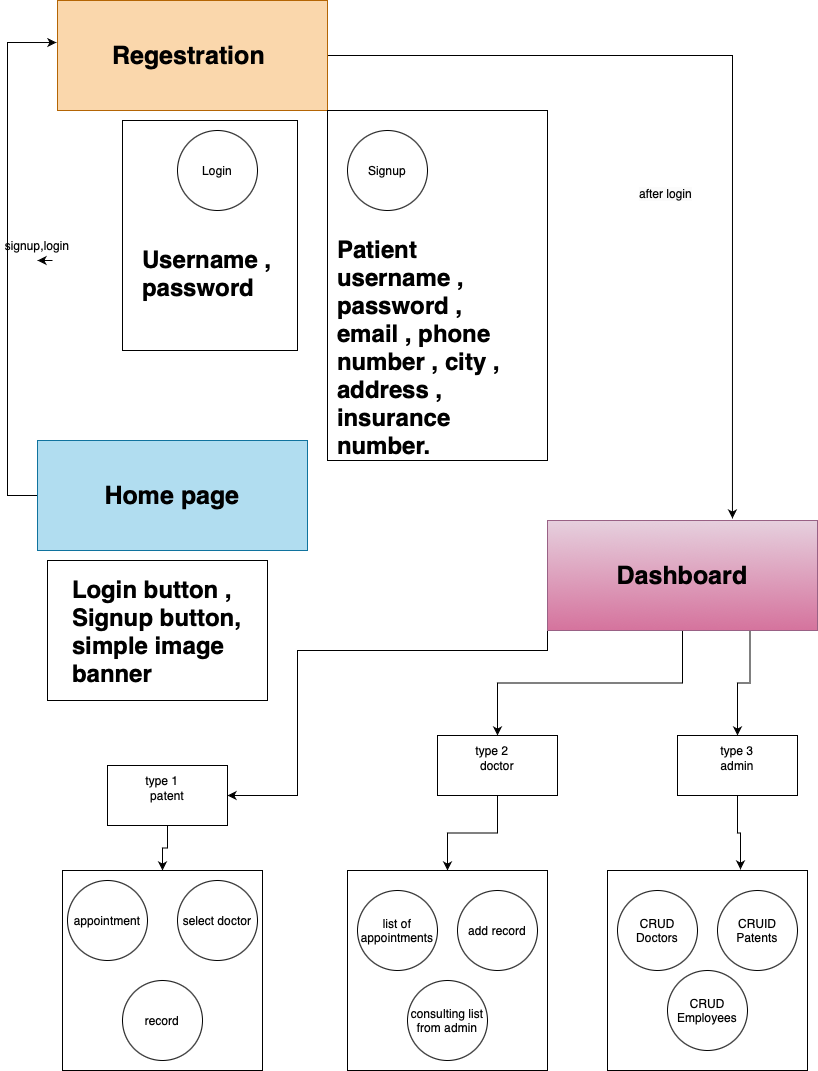 Regestration
Login
Signup
after login
signup,login
Username ,
password
Patient
username ,
password ,
email , phone
number , city ,
address ,
insurance
number.
Home page
Dashboard
Login button ,
Signup button,
simple image
banner
type 1
patent
type 2
doctor
type 3
admin
appointment
select doctor
record
list of
appointments
add record
consulting list
from admin
CRUD
Doctors
CRUID
Patents
CRUD
Employees